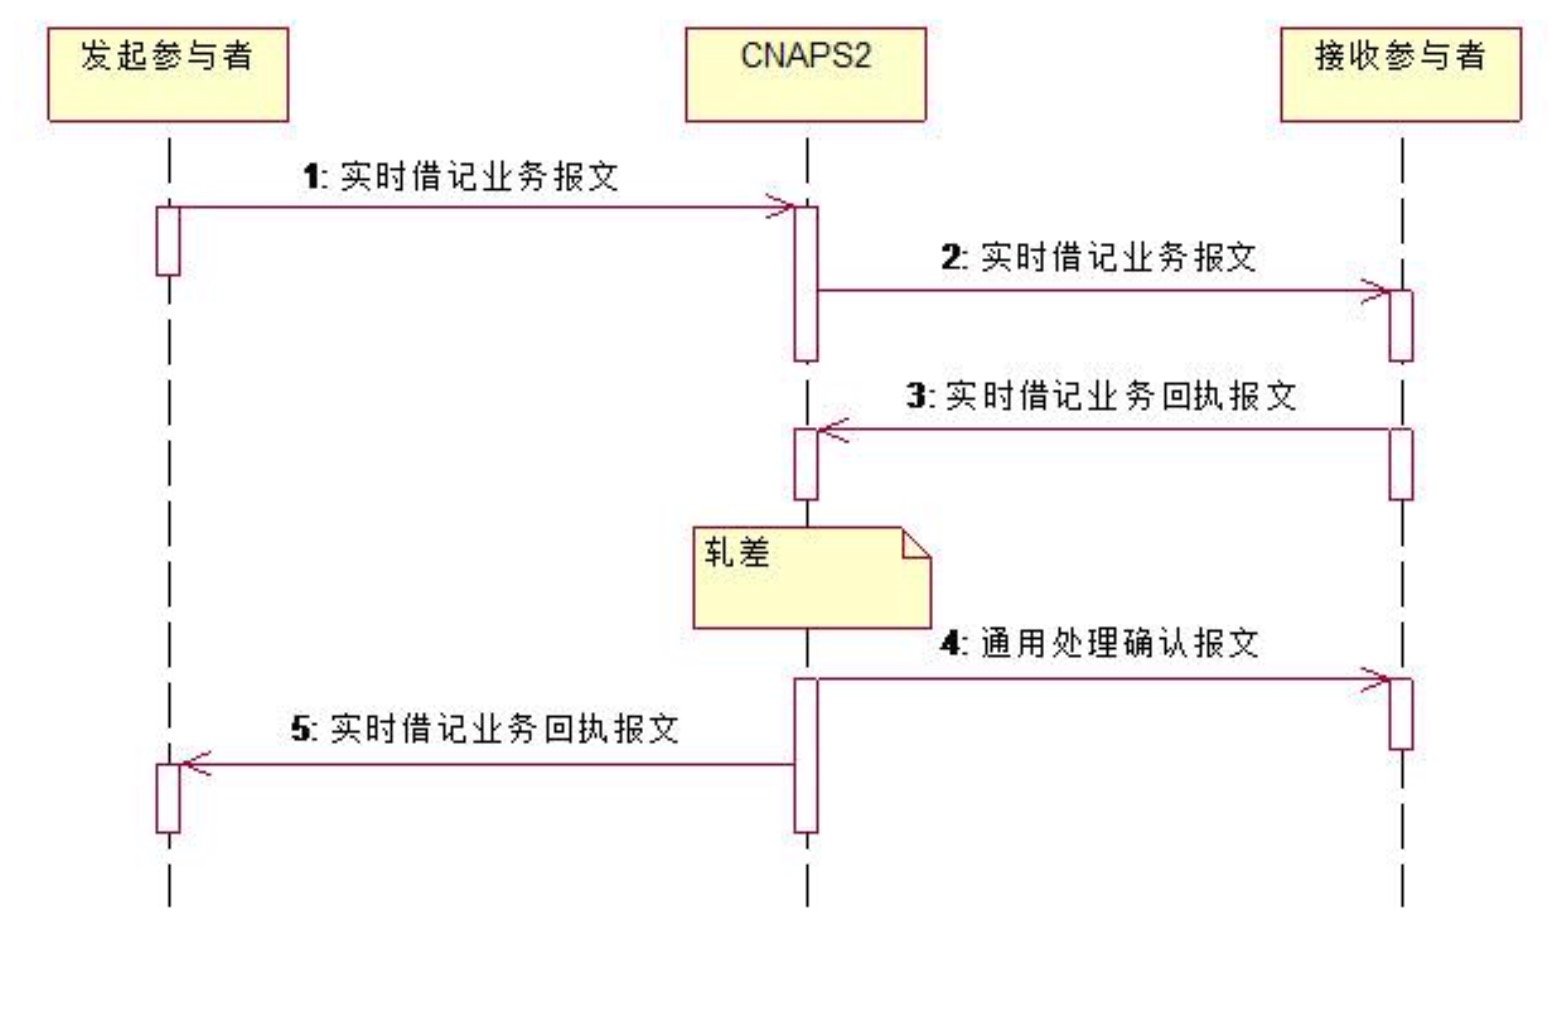 发起参与者
CNAPS2
接收参与者
1: 实时借记业务报文
2: 实时借记业务报文
3: 实时借记业务回执报文
轧差
4: 通用处理确认报文
5: 实时借记业务回执报文